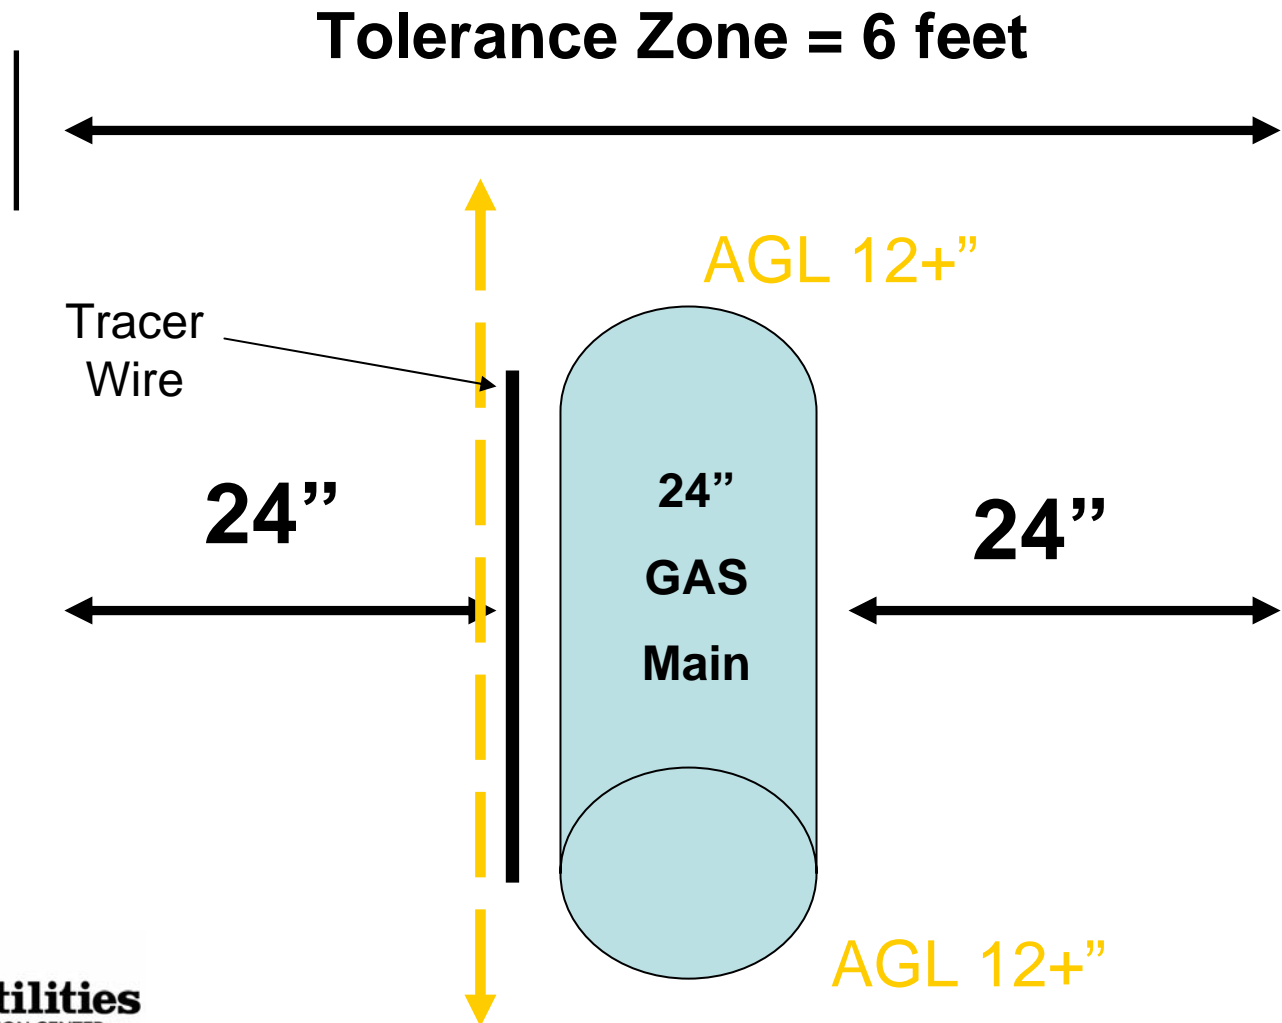 Tolerance Zone = 6 feet
AGL 12+”
Tracer
Wire
24”
24”
GAS
Main
24”
AGL 12+”
tilities